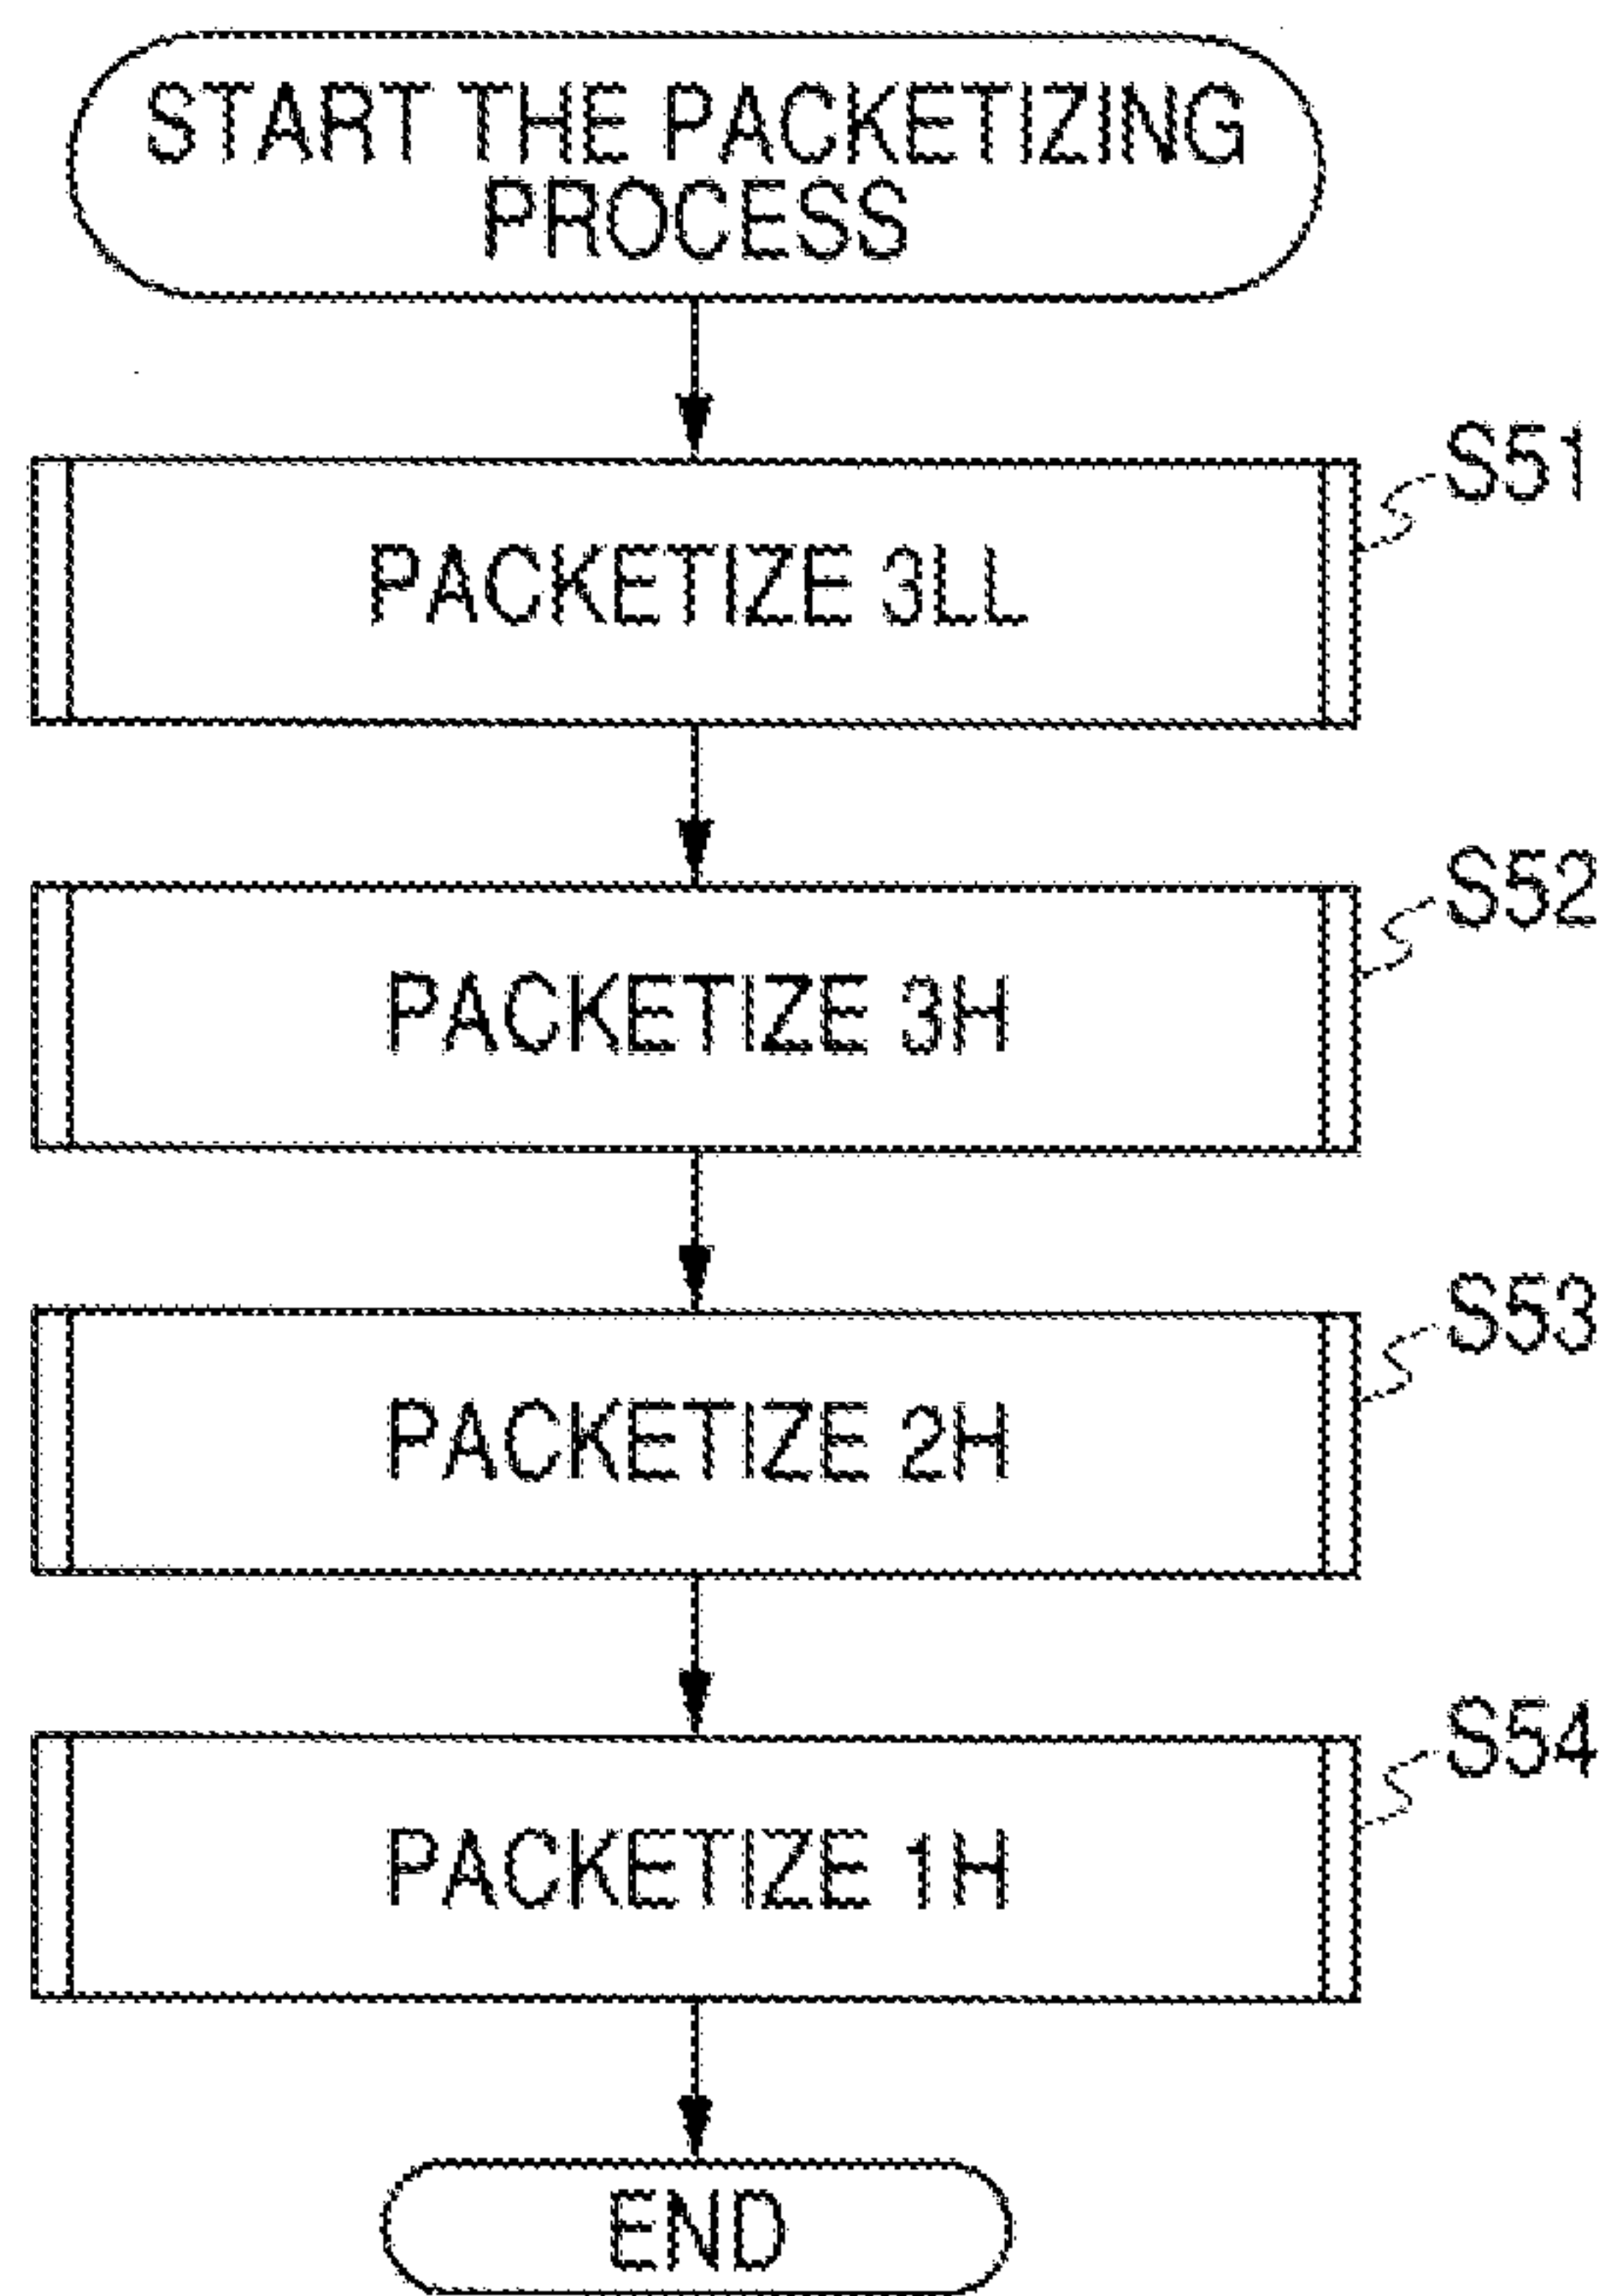 START THE PACKETIZING
PROCESS
S51
PACKETIZE 3LL
S52
PACKETIZE 3H
S53
PACKETIZE 2H
S54
PACKETIZE 1H
END